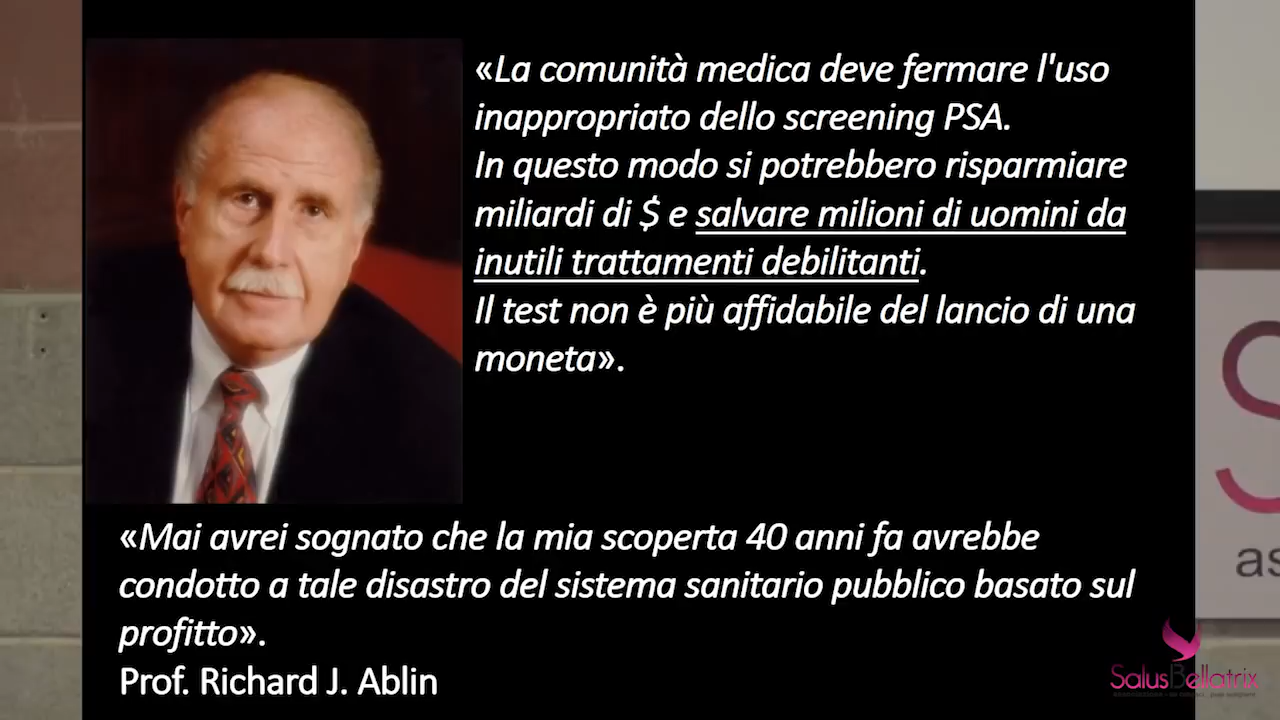 «La comunità medica deve fermare l'uso
inappropriato dello screening PSA.
In questo modo si potrebbero risparmiare
miliardi di $ e salvare milioni di uomini da
inutili trattamenti debilitanti.
Il test non è più affidabile del lancio di una
moneta».
«Mai avrei sognato che la mia scoperta 40 anni fa avrebbe
condotto a tale disastro del sistema sanitario pubblico basato sul
profitto».
Prof. Richard J. Ablin
S
as
SalusBellatrix